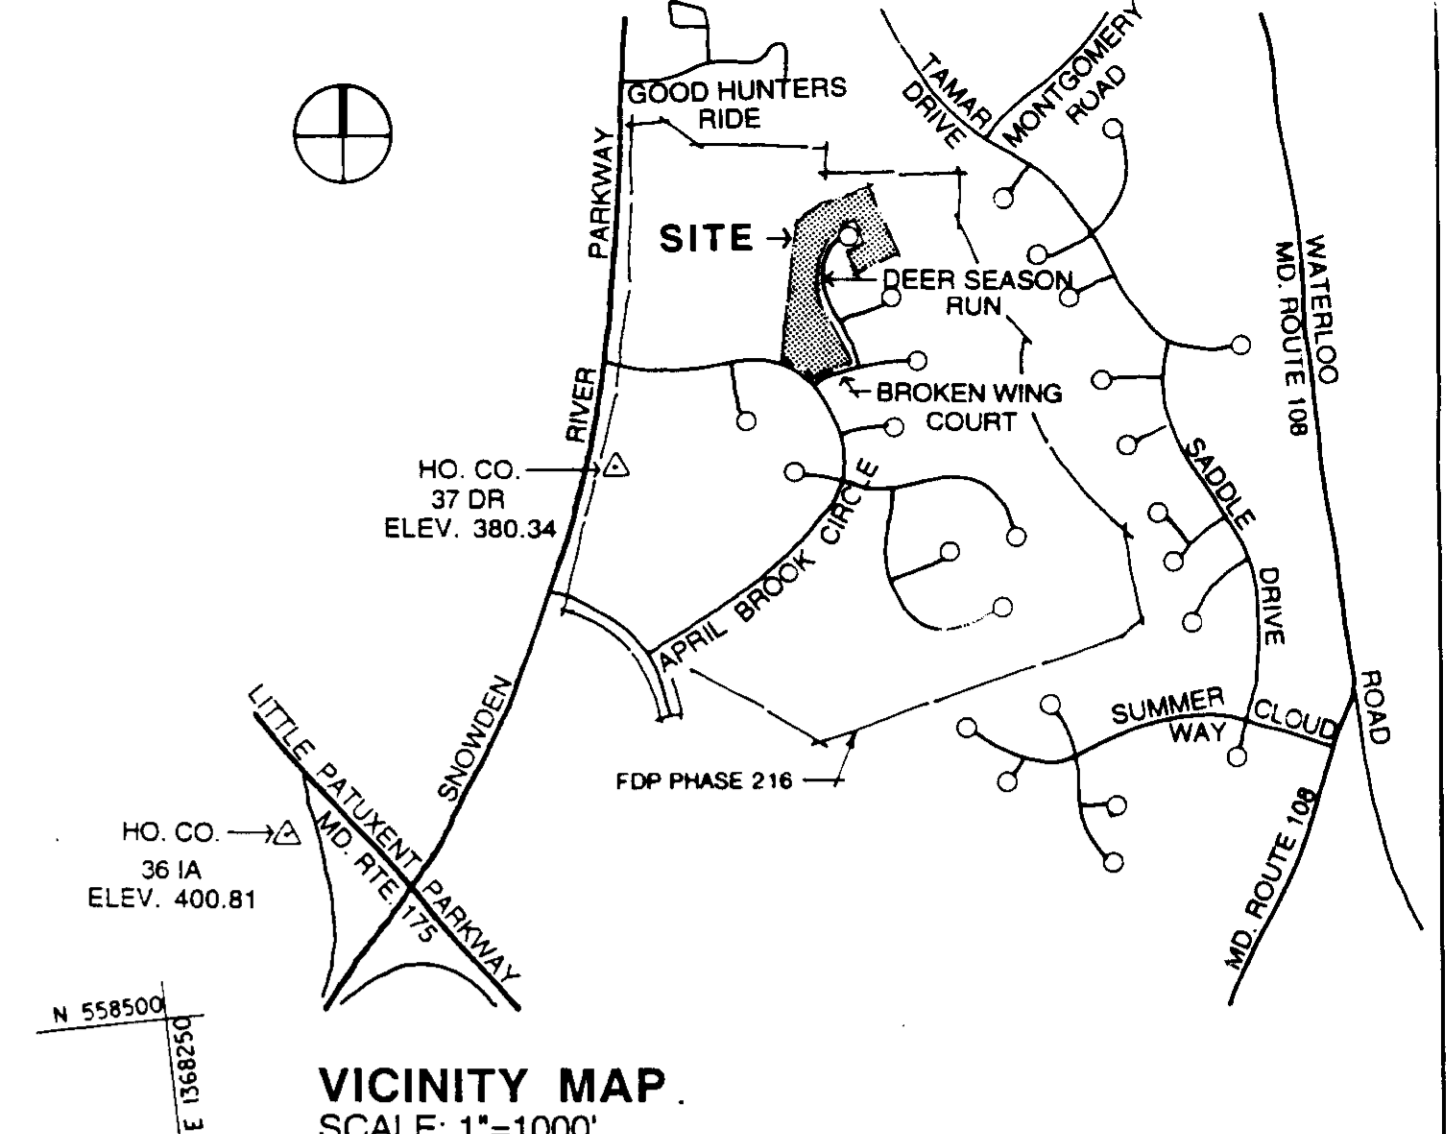 GOOD HUNTERS
RIDE
TAMAR
DRIVE
MONTGOMERY
ROAD
PARKWAY
SITE
DEER SEASON
RUN
WATERLOO
MD. ROUTE 108
BROKEN WING
COURT
RIVER
HO. CO.
37 DR
ELEV. 380.34
APRIL BROOK CIRCLE
SADDLE
DRIVE
SUMMER
WAY
CLOUD
ROAD
SNOWDEN
FDP PHASE 216
LITTLE PATUXENT PARKWAY
MD. RTE. 175
HO. CO.
36 IA
ELEV. 400.81
MD. ROUTE 108
N 558500
E 1368250
VICINITY MAP
SCALE: 1"=1000'